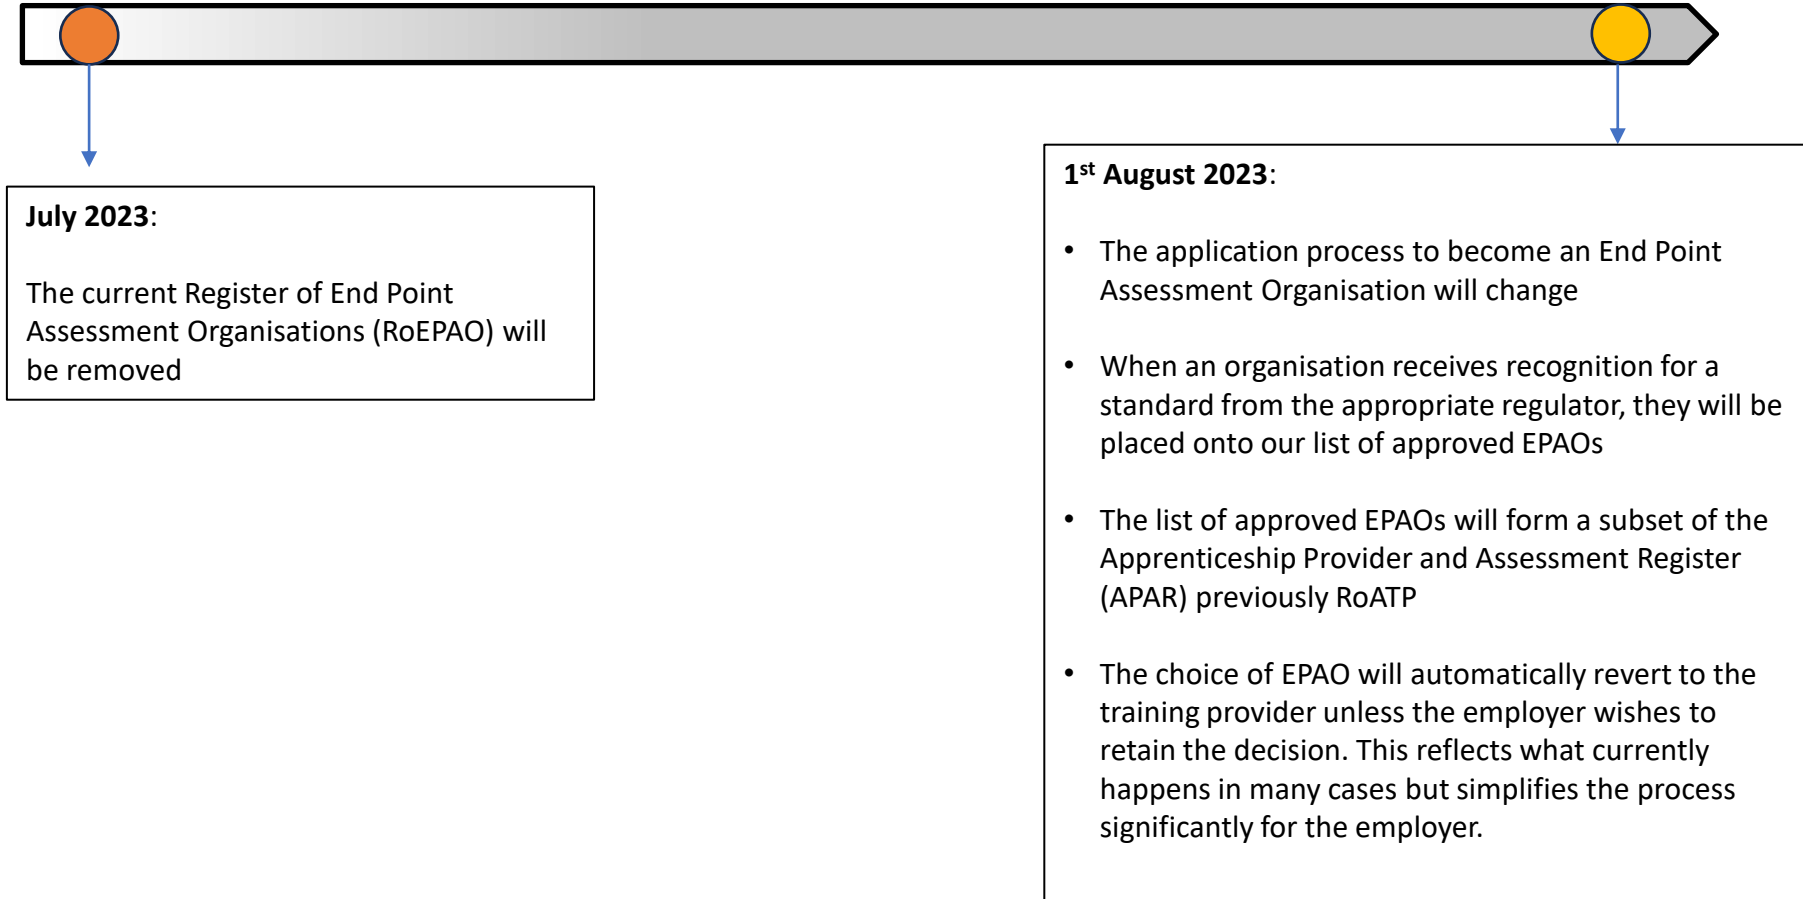 July 2023:
The current Register of End Point
Assessment Organisations (RoEPAO) will
be removed
1st August 2023:
• The application process to become an End Point
Assessment Organisation will change
• When an organisation receives recognition for a
standard from the appropriate regulator, they will be
placed onto our list of approved EPAOs
• The list of approved EPAOs will form a subset of the
Apprenticeship Provider and Assessment Register
(APAR) previously RoATP
• The choice of EPAO will automatically revert to the
training provider unless the employer wishes to
retain the decision. This reflects what currently
happens in many cases but simplifies the process
significantly for the employer.